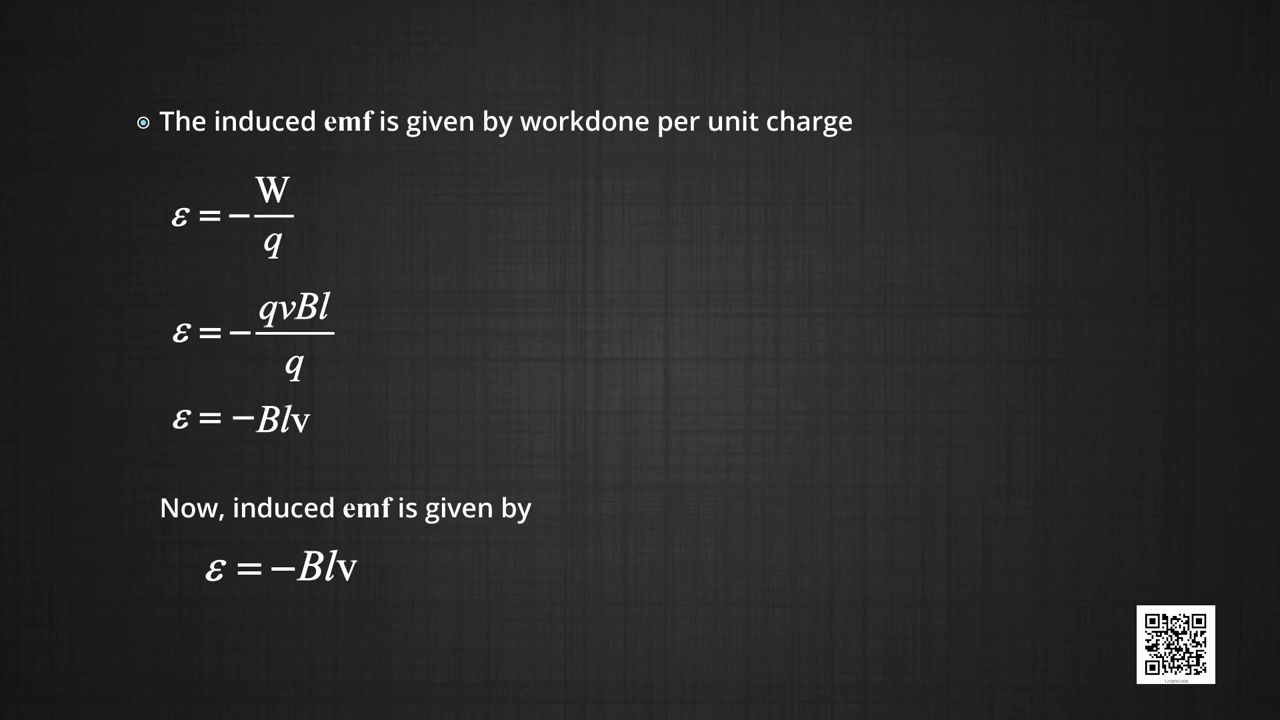 The induced emf is given by workdone per unit charge
ε = − W/q
ε = − qvBl/q
ε = −Blv
Now, induced emf is given by
ε = −Blv